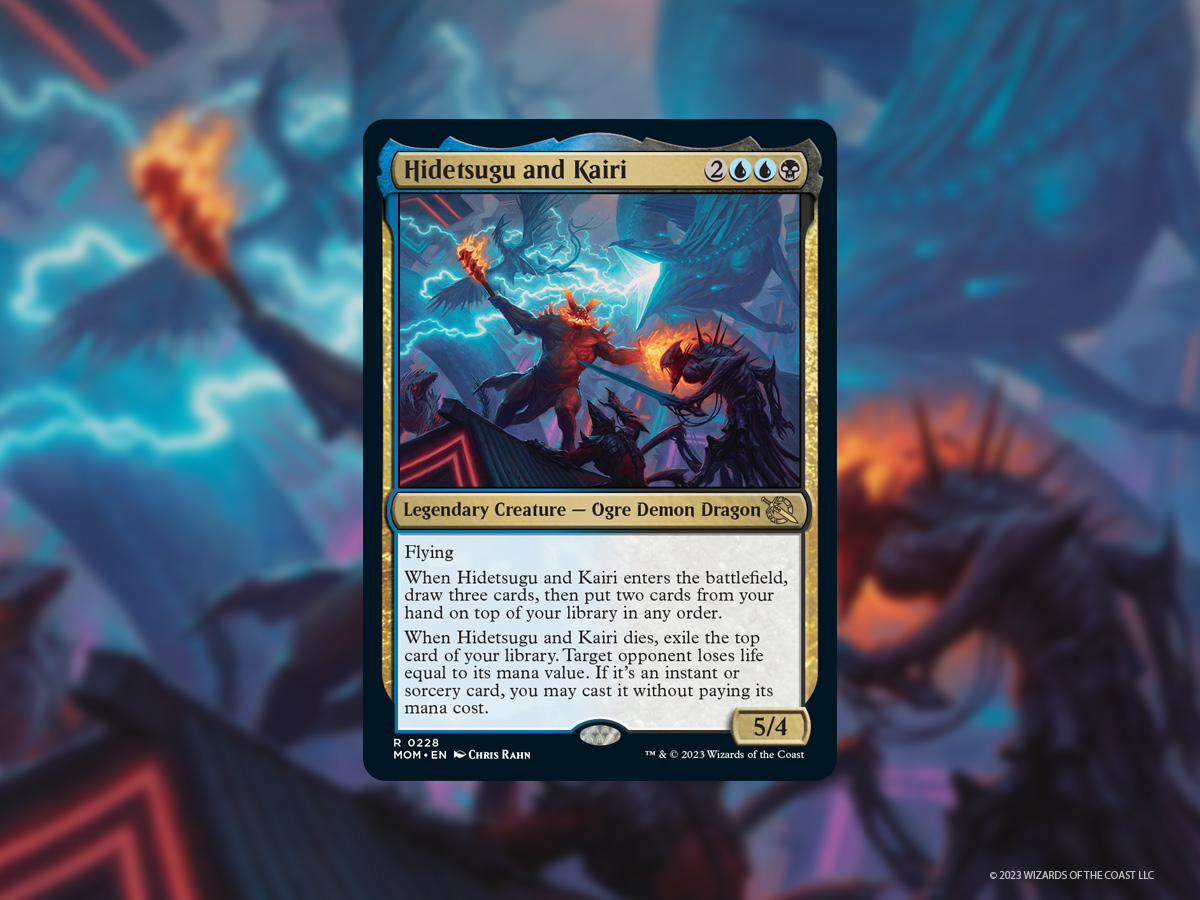 Hidetsugu and Kairi 2
Legendary Creature — Ogre Demon Dragon
Flying
When Hidetsugu and Kairi enters the battlefield,
draw three cards, then put two cards from your
hand on top of your library in any order.
When Hidetsugu and Kairi dies, exile the top
card of your library. Target opponent loses life
equal to its mana value. If it's an instant or
sorcery card, you may cast it without paying its
mana cost.
5/4
R 0228
MOM • EN Chris Rahn
™ & © 2023 Wizards of the Coast
© 2023 WIZARDS OF THE COAST LLC